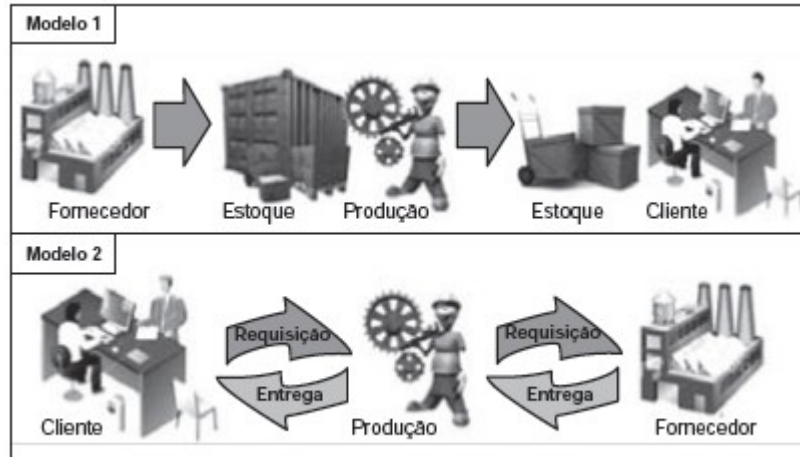 Modelo 1
Fornecedor Estoque Produção Estoque Cliente
Modelo 2
Requisição Requisição
Entrega Entrega
Cliente Produção Fornecedor